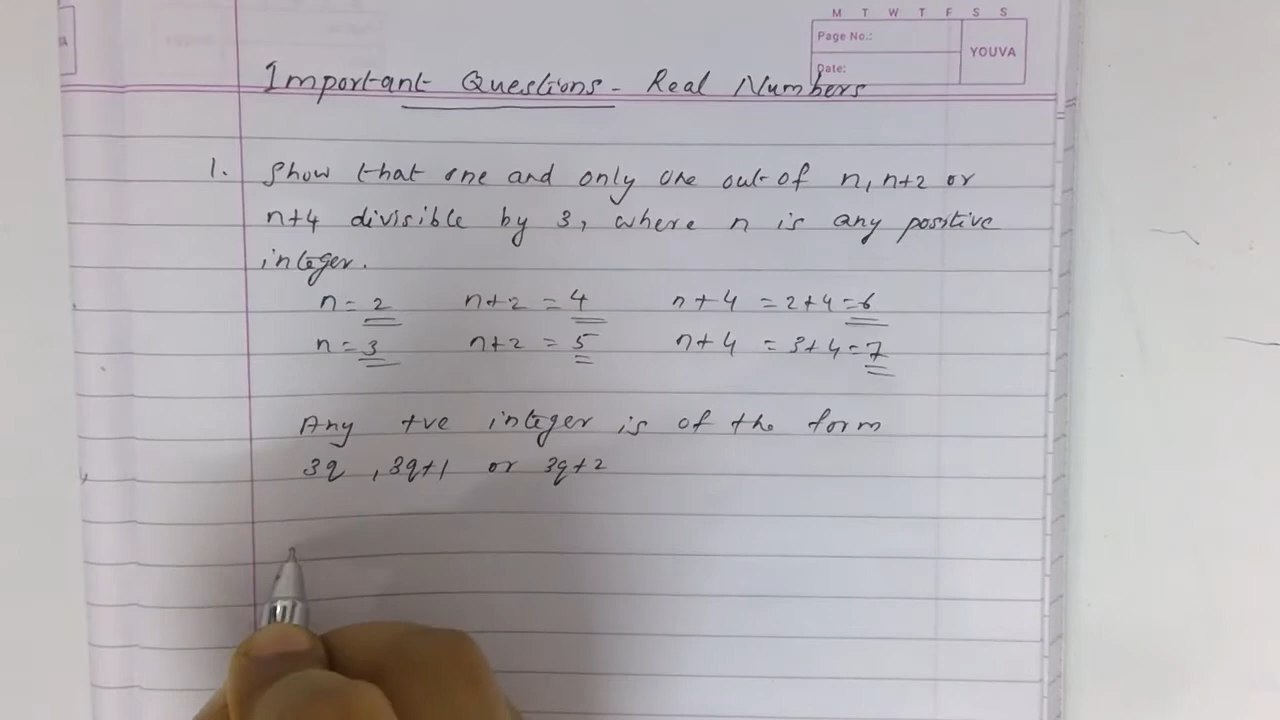 M T W T F S S
Page No.:
YOUVA
Date:
Important Questions - Real Numbers
1. Show that one and only one out of n, n+2 or
n+4 divisible by 3, where n is any positive
integer.
n = 2 n+2 = 4 n+4 = 2+4 = 6
n = 3 n+2 = 5 n+4 = 3+4 = 7
Any +ve integer is of the form
3q , 3q+1 or 3q+2